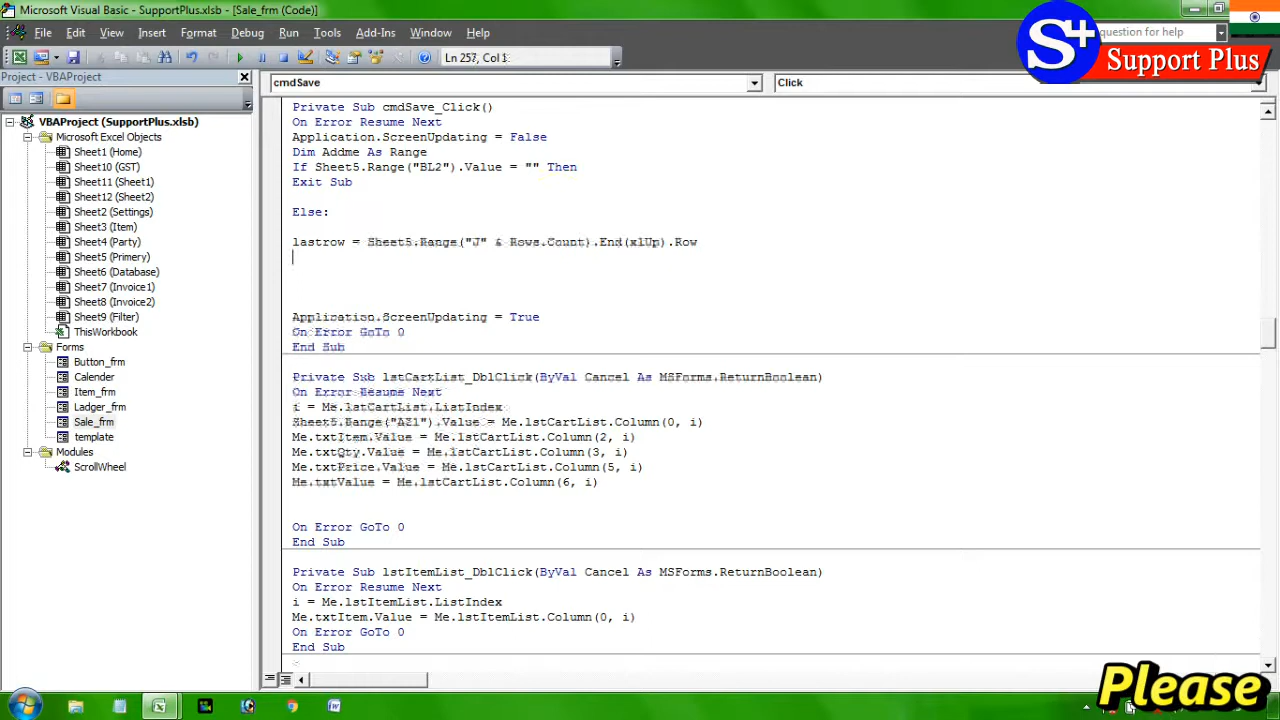 Microsoft Visual Basic - SupportPlus.xlsb - [Sale_frm (Code)]
File Edit View Insert Format Debug Run Tools Add-Ins Window Help
question for help
S+
Support Plus
Ln 257, Col 1
Project - VBAProject
cmdSave
Click
VBAProject (SupportPlus.xlsb)
Microsoft Excel Objects
Sheet1 (Home)
Sheet10 (GST)
Sheet11 (Sheet1)
Sheet12 (Sheet2)
Sheet2 (Settings)
Sheet3 (Item)
Sheet4 (Party)
Sheet5 (Primery)
Sheet6 (Database)
Sheet7 (Invoice1)
Sheet8 (Invoice2)
Sheet9 (Filter)
ThisWorkbook
Forms
Button_frm
Calender
Item_frm
Ladger_frm
Sale_frm
template
Modules
ScrollWheel
Private Sub cmdSave_Click()
On Error Resume Next
Application.ScreenUpdating = False
Dim Addme As Range
If Sheet5.Range("BL2").Value = "" Then
Exit Sub
Else:
lastrow = Sheet5.Range("J" & Rows.Count).End(xlUp).Row
Application.ScreenUpdating = True
On Error GoTo 0
End Sub
Private Sub lstCartList_DblClick(ByVal Cancel As MSForms.ReturnBoolean)
On Error Resume Next
i = Me.lstCartList.ListIndex
Sheet5.Range("AZ1").Value = Me.lstCartList.Column(0, i)
Me.txtItem.Value = Me.lstCartList.Column(2, i)
Me.txtQty.Value = Me.lstCartList.Column(3, i)
Me.txtPrice.Value = Me.lstCartList.Column(5, i)
Me.txtValue = Me.lstCartList.Column(6, i)
On Error GoTo 0
End Sub
Private Sub lstItemList_DblClick(ByVal Cancel As MSForms.ReturnBoolean)
On Error Resume Next
i = Me.lstItemList.ListIndex
Me.txtItem.Value = Me.lstItemList.Column(0, i)
On Error GoTo 0
End Sub
Please